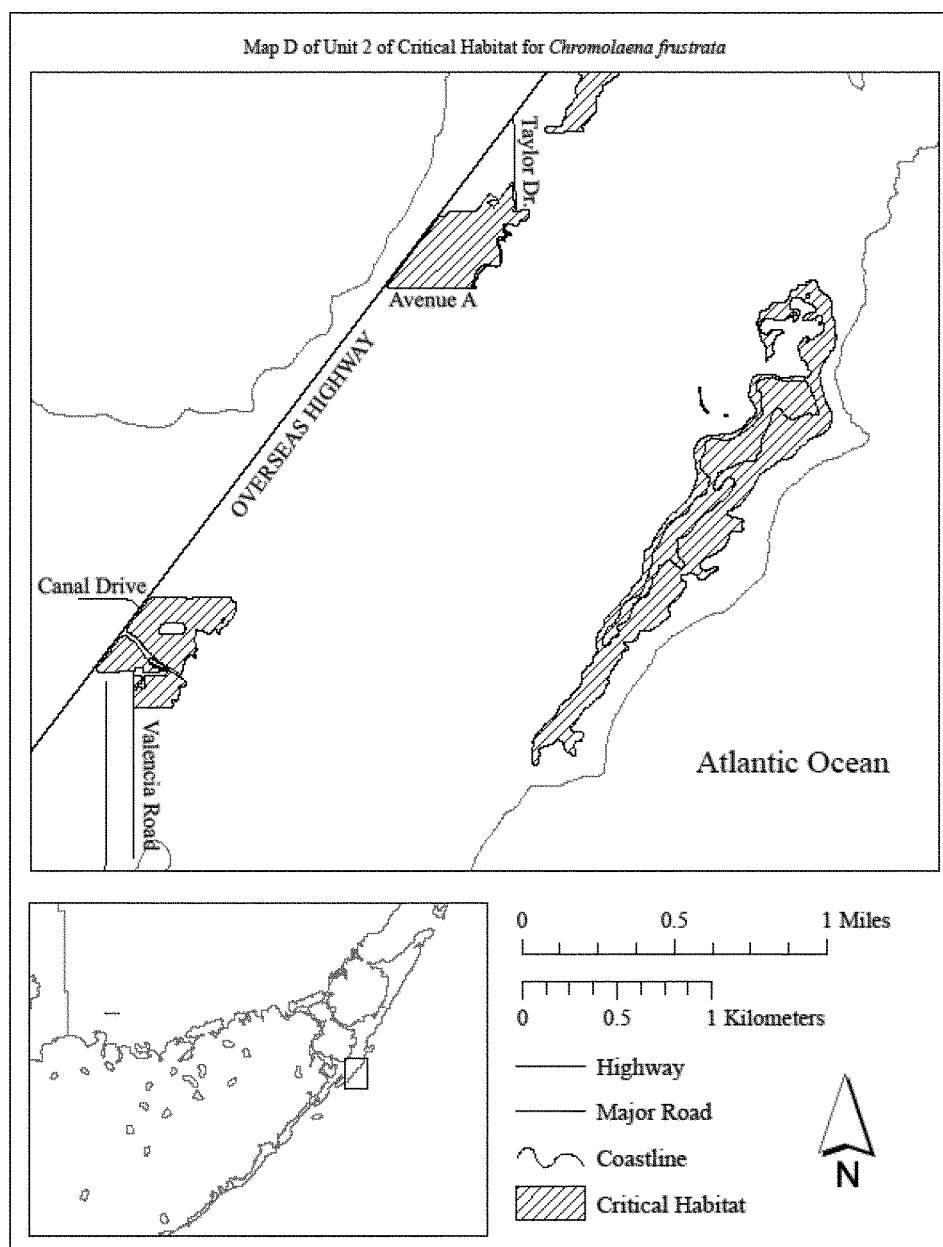 Map D of Unit 2 of Critical Habitat for Chromolaena frustrata
Taylor Dr.
Avenue A
OVERSEAS HIGHWAY
Canal Drive
Valencia Road
Atlantic Ocean
0 0.5 1 Miles
0 0.5 1 Kilometers
Highway
Major Road
Coastline
Critical Habitat
N